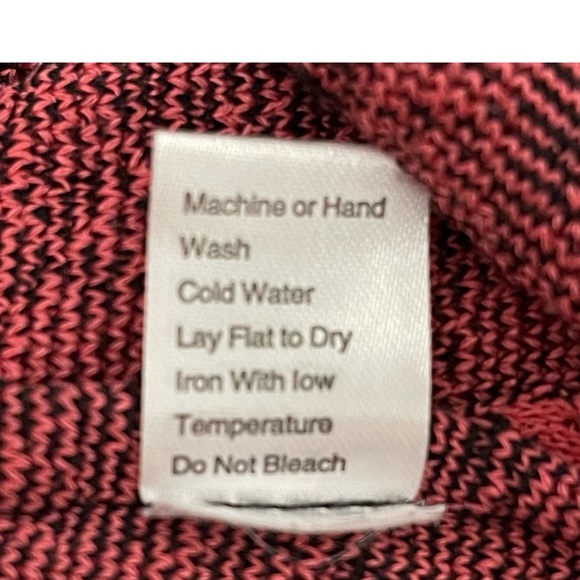 Machine or Hand
Wash
Cold Water
Lay Flat to Dry
Iron With low
Temperature
Do Not Bleach